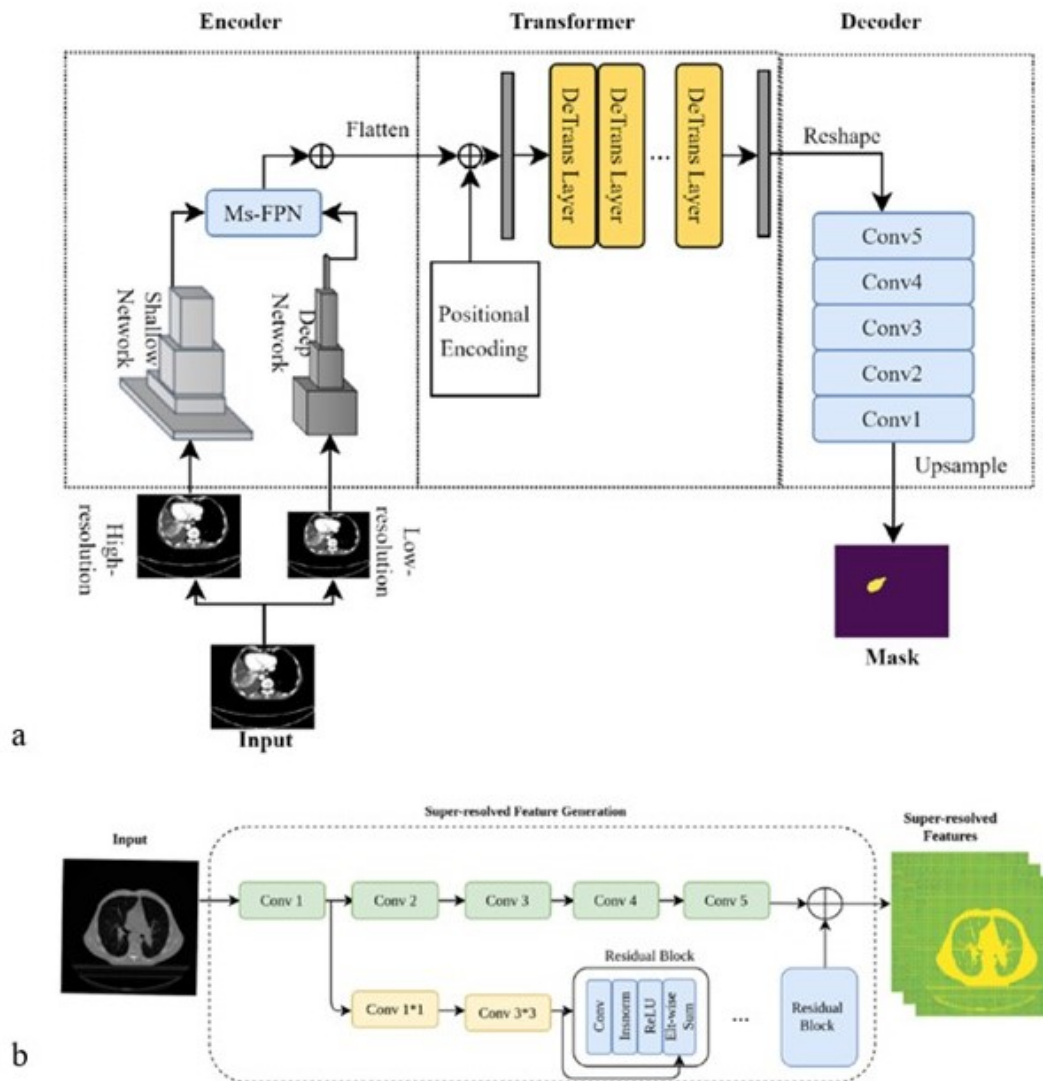 Encoder
Transformer
Decoder
Flatten
Ms-FPN
Shallow
Network
Deep
Network
High-
resolution
Low-
resolution
Input
Positional
Encoding
DeTrans Layer
DeTrans Layer
...
DeTrans Layer
Reshape
Conv5
Conv4
Conv3
Conv2
Conv1
Upsample
Mask
a
Super-resolved Feature Generation
Input
Super-resolved
Features
Conv 1
Conv 2
Conv 3
Conv 4
Conv 5
Residual Block
Conv 1*1
Conv 3*3
Conv
Insnorm
ReLU
Elt-wise
Sum
...
Residual
Block
b